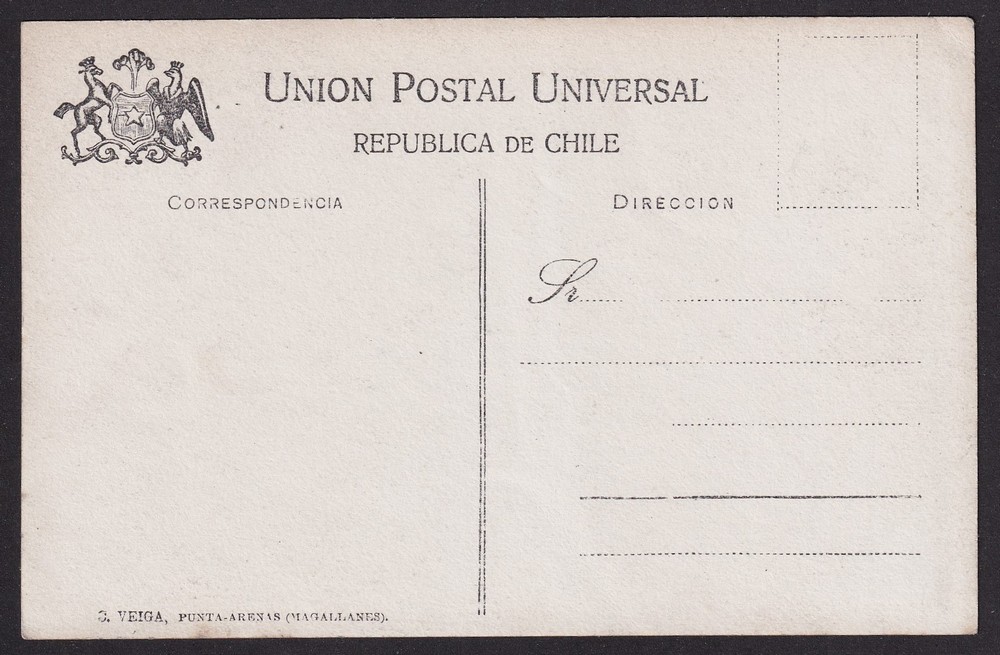 UNION POSTAL UNIVERSAL
REPUBLICA DE CHILE
CORRESPONDENCIA
DIRECCION
Sr.
VEIGA, PUNTA-ARENAS (MAGALLANES).